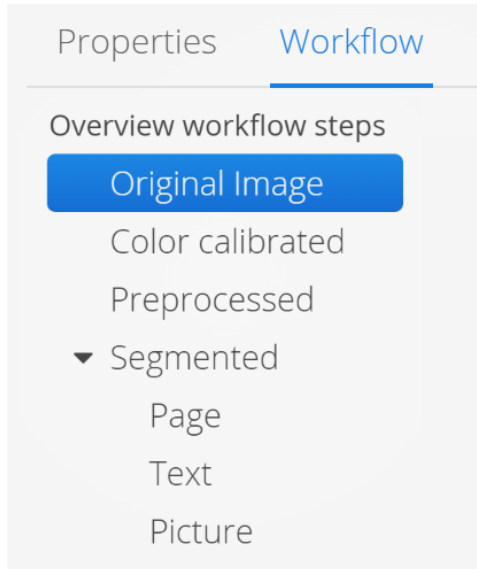 Properties Workflow
Overview workflow steps
Original Image
Color calibrated
Preprocessed
Segmented
Page
Text
Picture